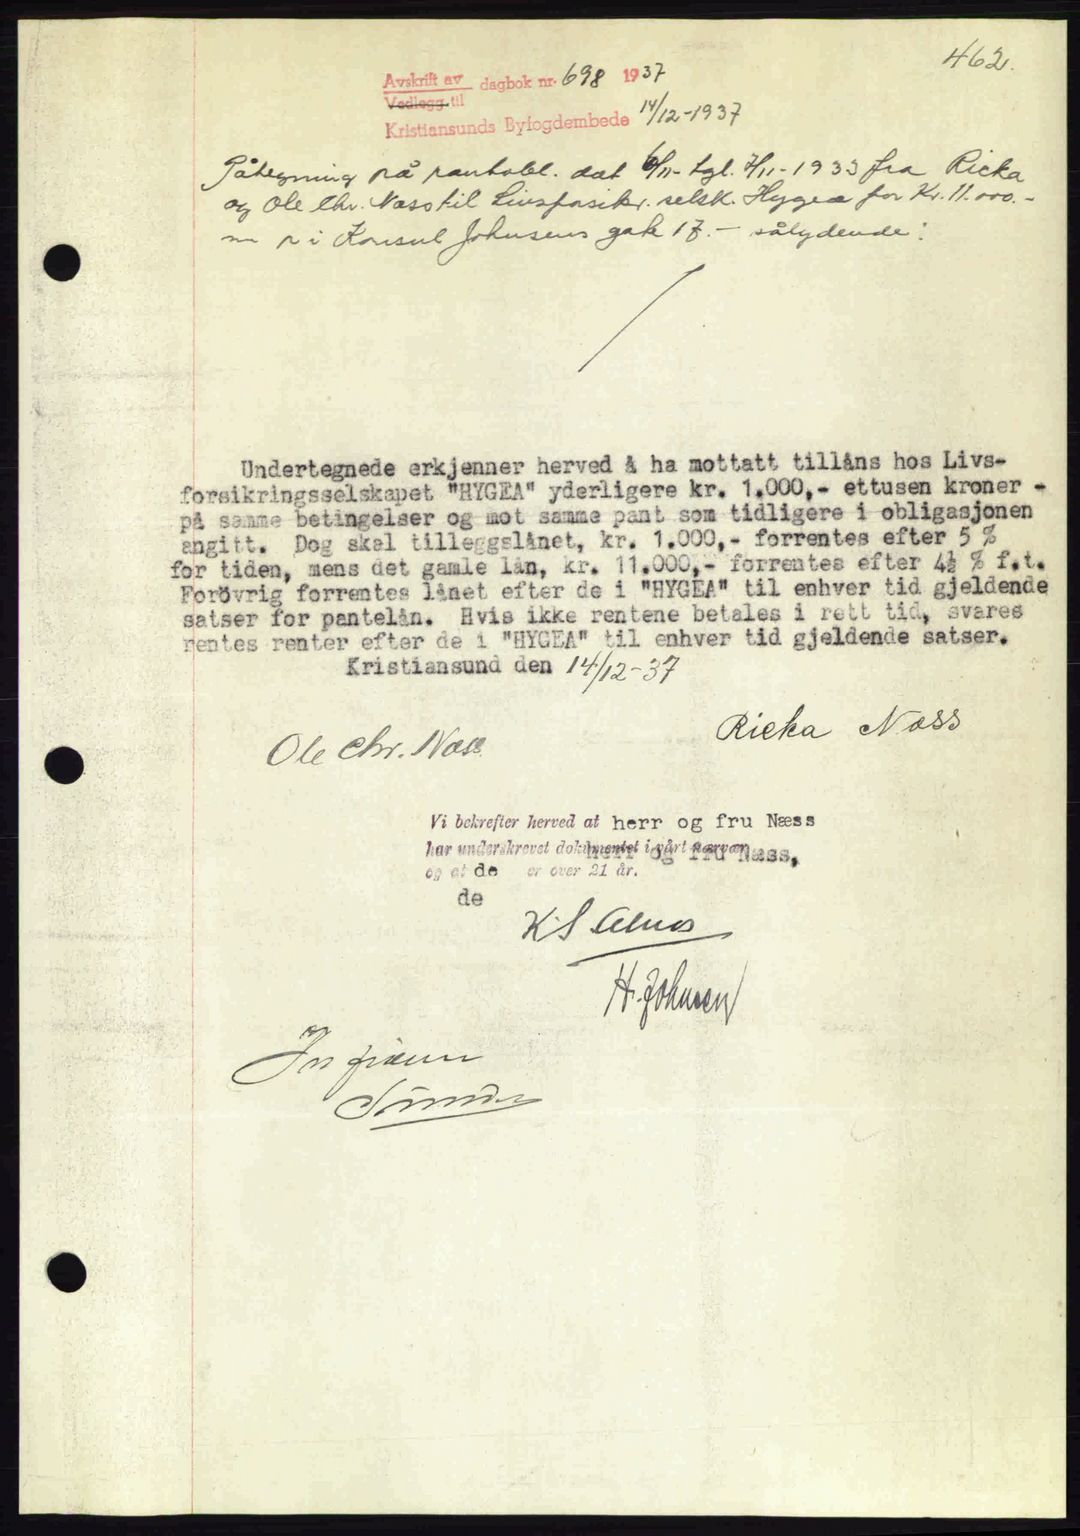 462.
Avskrift av dagbok nr. 698 1937
Vedlegg til
Kristiansunds Byfogdembede 14/12-1937
Påtegning på pantobl. dat 6/11- tgl. 7/11-1933 fra Ricka
og Ole Chr. Næss til Livsforsikr. selsk. Hygea for Kr. 11.000.-
m p i Konsul Johnsens gate 17.- sålydende:
Undertegnede erkjenner herved å ha mottatt tillåns hos Livs-
forsikringsselskapet "HYGEA" yderligere kr. 1.000,- ettusen kroner -
på samme betingelser og mot samme pant som tidligere i obligasjonen
angitt. Dog skal tilleggslånet, kr. 1.000,- forrentes efter 5 %
for tiden, mens det gamle lån, kr. 11.000,- forrentes efter 4½ % f.t.
Forøvrig forrentes lånet efter de i "HYGEA" til enhver tid gjeldende
satser for pantelån. Hvis ikke rentene betales i rett tid, svares
rentes renter efter de i "HYGEA" til enhver tid gjeldende satser.
Kristiansund den 14/12-37
Ole Chr. Næss Ricka Næss
Vi bekrefter herved at herr og fru Næss
har underskrevet dokumentet i vårt nærvær herr og fru Næss,
og at de er over 21 år.
de
H. Johnsen